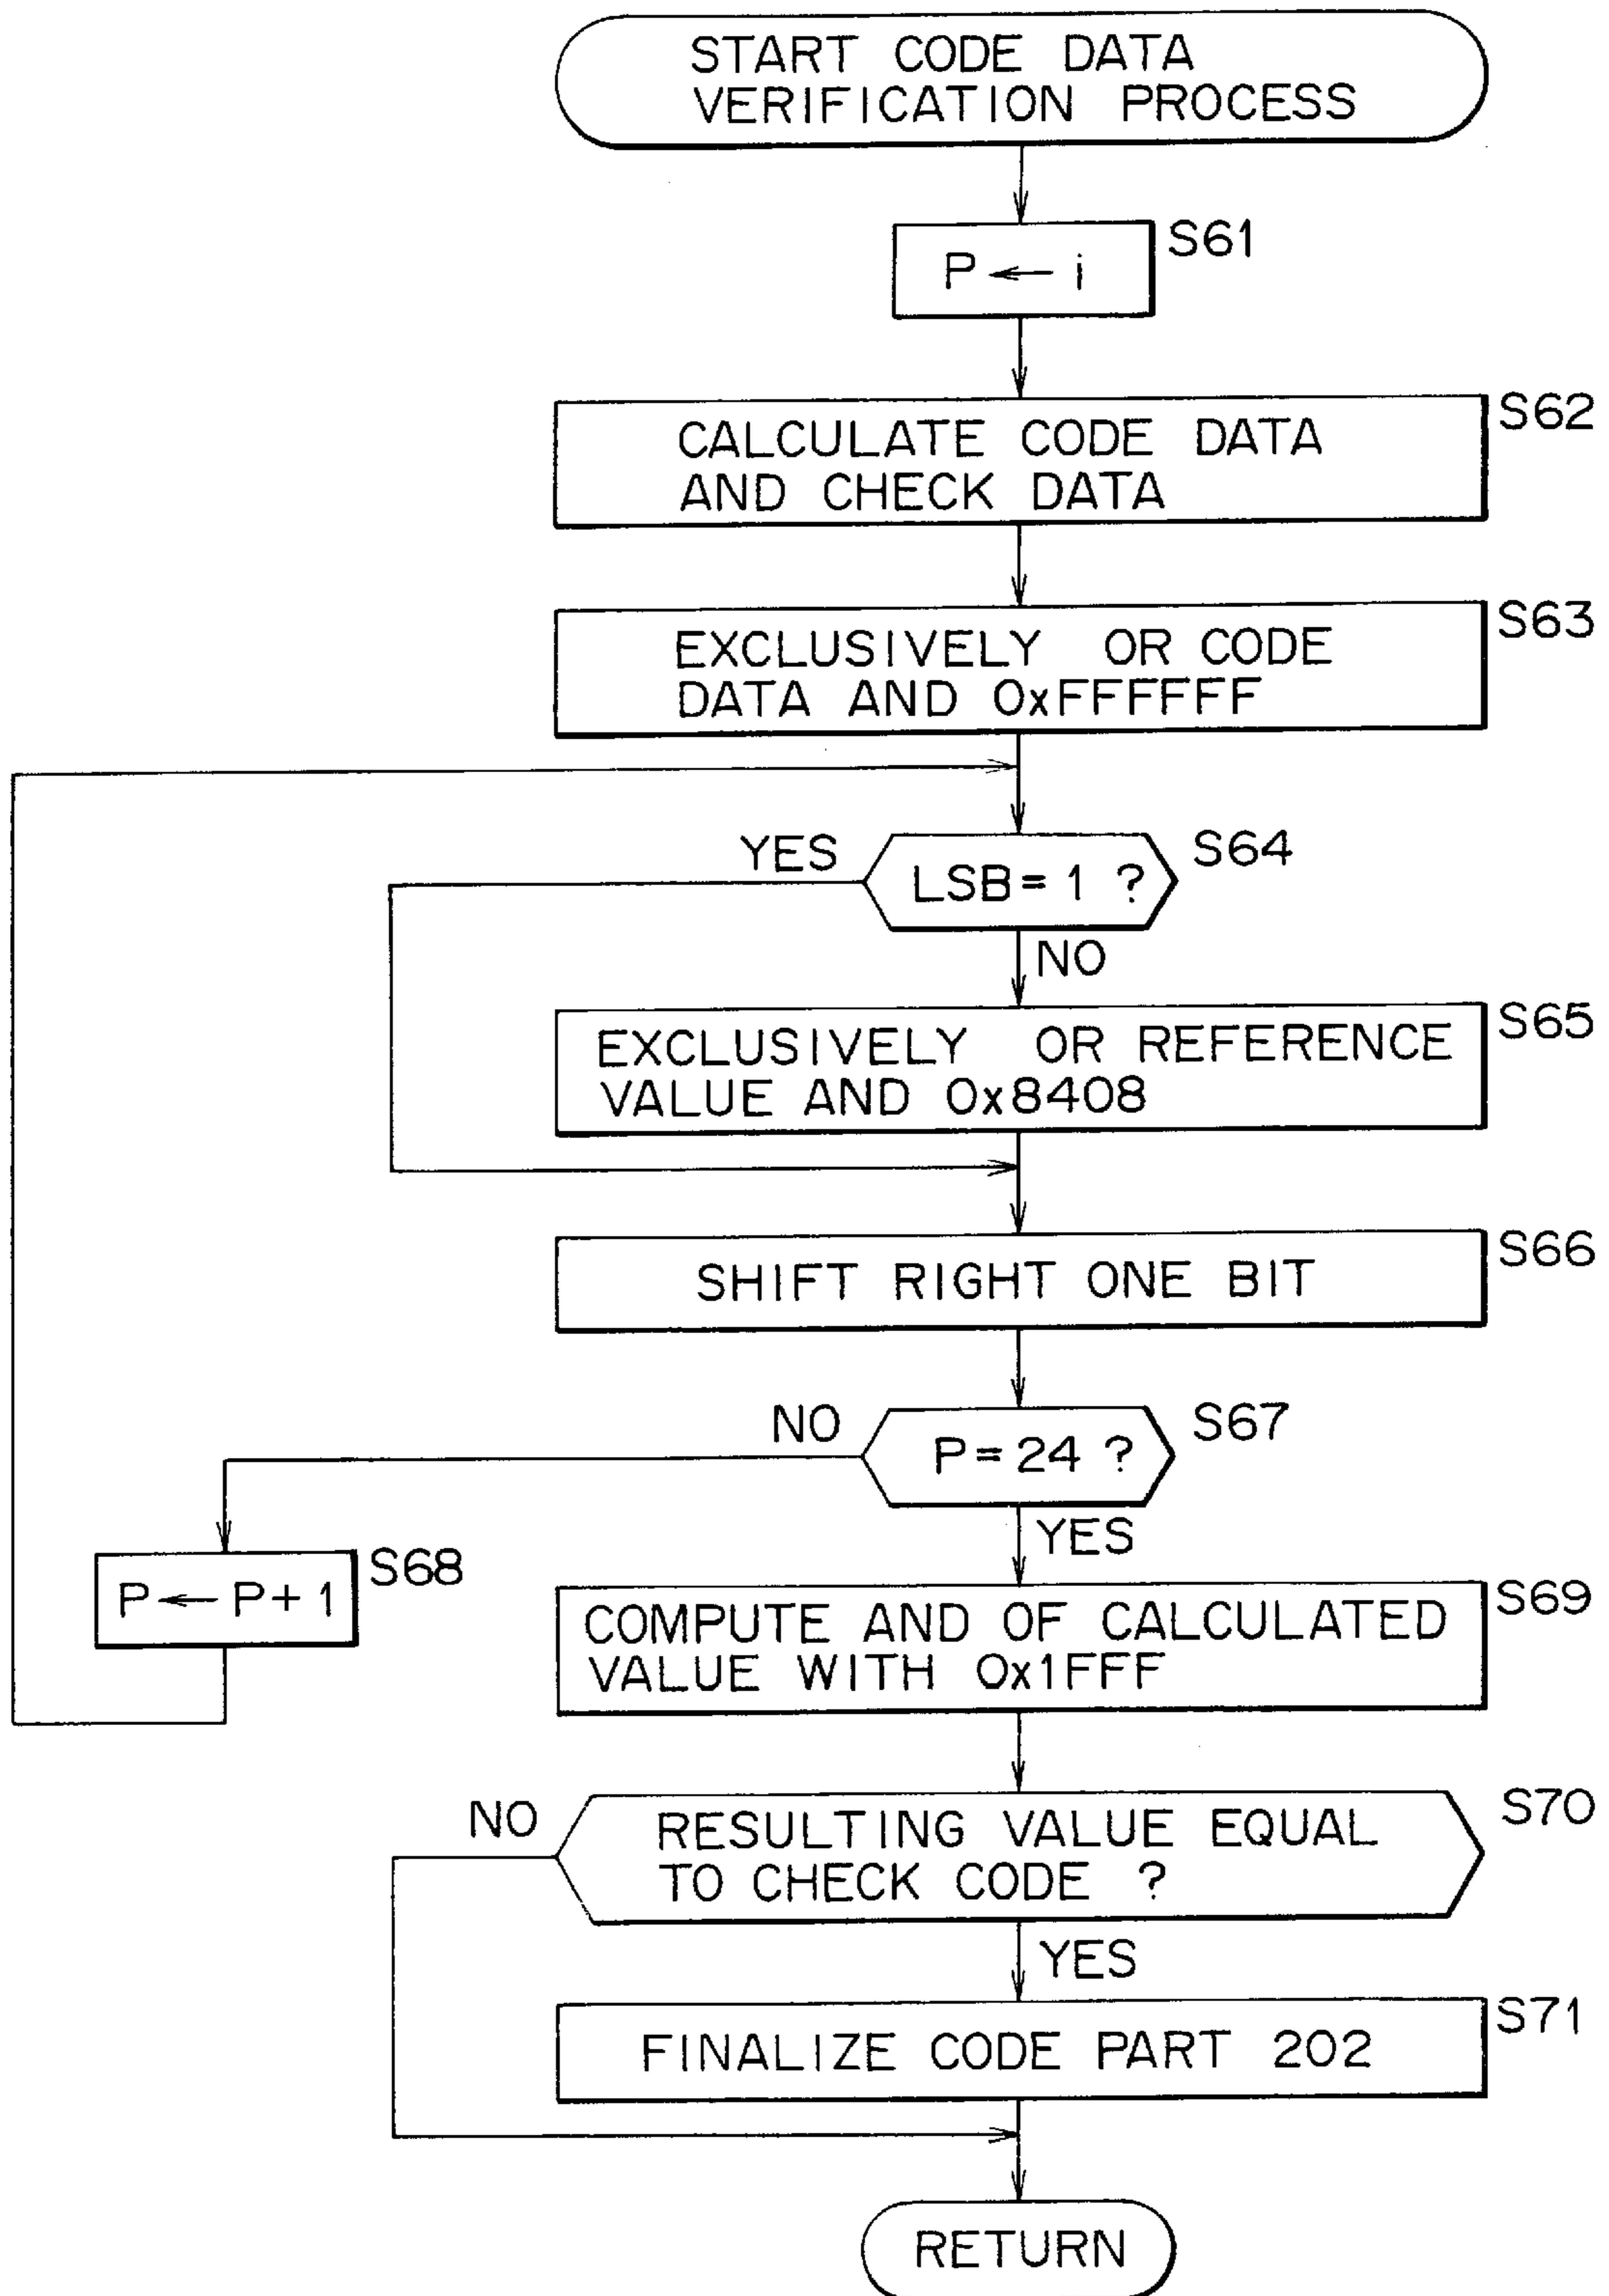 START CODE DATA
VERIFICATION PROCESS
S61
P ← i
S62
CALCULATE CODE DATA
AND CHECK DATA
S63
EXCLUSIVELY OR CODE
DATA AND 0xFFFFFF
YES
S64
LSB = 1 ?
NO
S65
EXCLUSIVELY OR REFERENCE
VALUE AND 0x8408
S66
SHIFT RIGHT ONE BIT
NO
S67
P = 24 ?
YES
S68
P ← P + 1
S69
COMPUTE AND OF CALCULATED
VALUE WITH 0x1FFF
NO
S70
RESULTING VALUE EQUAL
TO CHECK CODE ?
YES
S71
FINALIZE CODE PART 202
RETURN